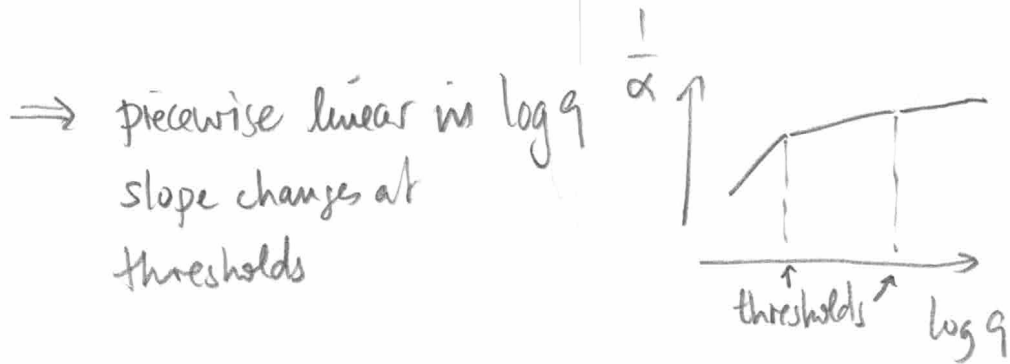 ⇒ piecewise linear in log q
slope changes at
thresholds
1/α
thresholds
log q